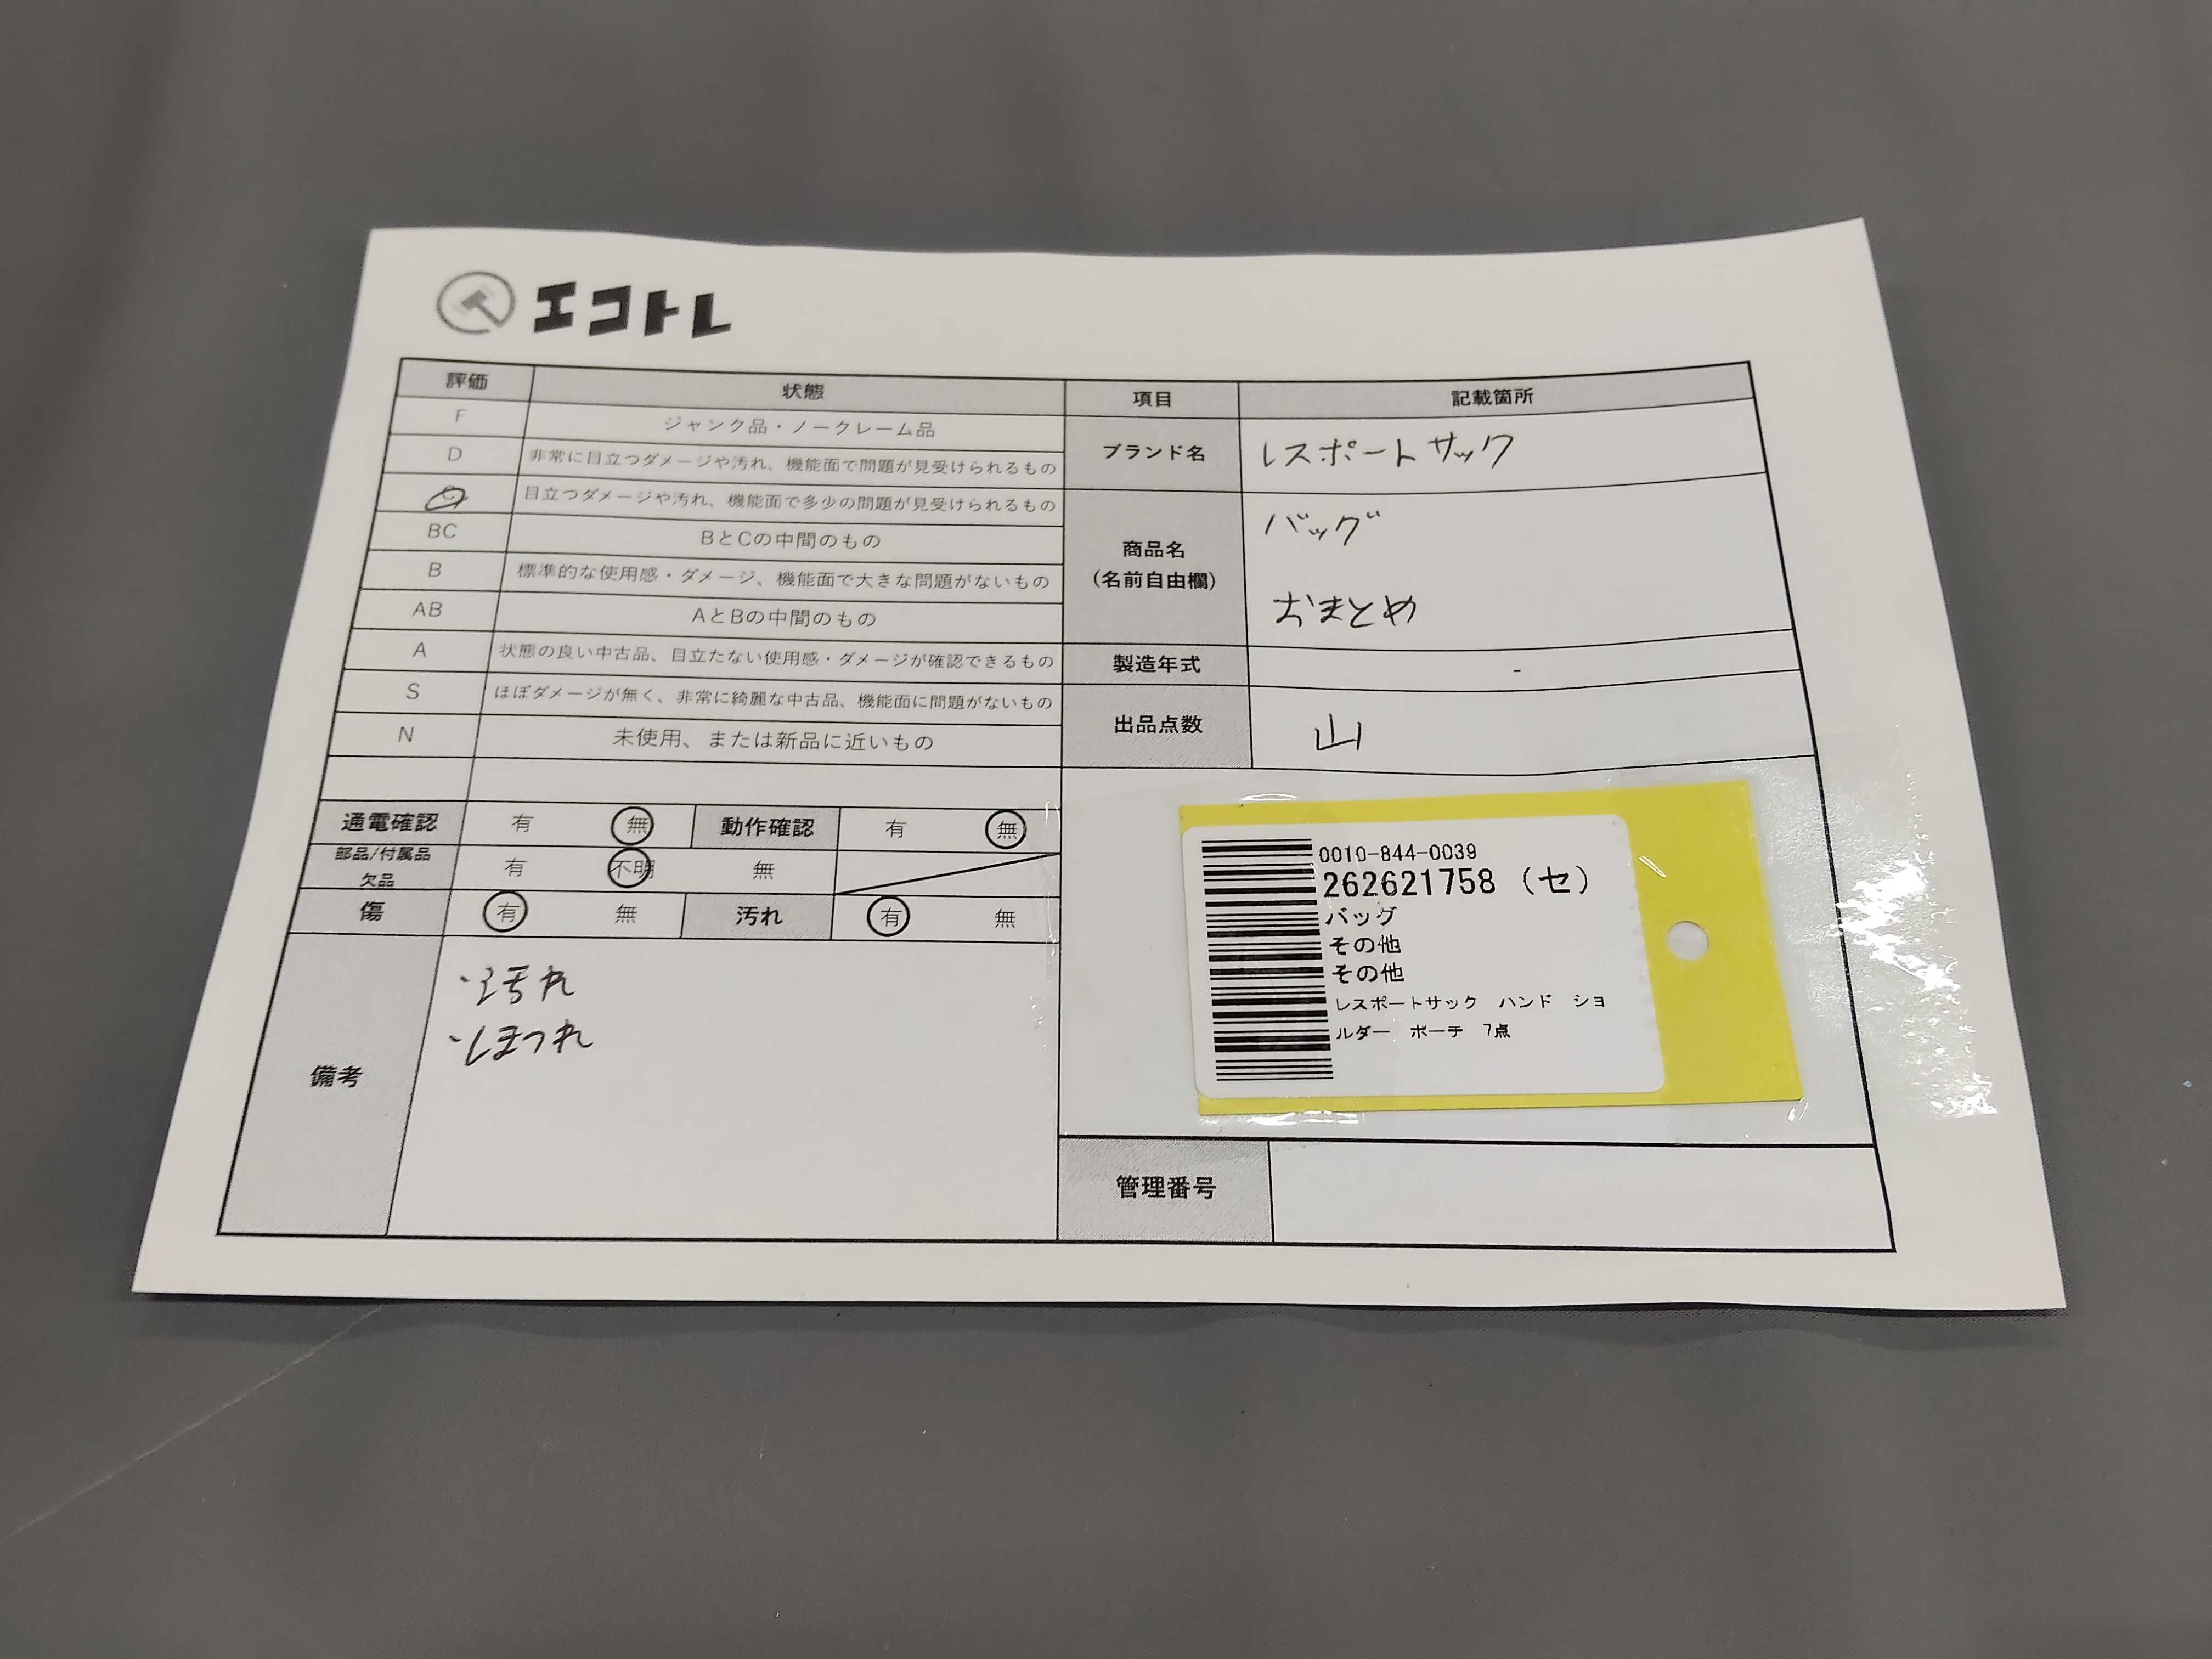 エコトレ
評価 状態 項目 記載箇所
F ジャンク品・ノークレーム品
D 非常に目立つダメージや汚れ、機能面で問題が見受けられるもの
C 目立つダメージや汚れ、機能面で多少の問題が見受けられるもの
BC BとCの中間のもの
B 標準的な使用感・ダメージ、機能面で大きな問題がないもの
AB AとBの中間のもの
A 状態の良い中古品、目立たない使用感・ダメージが確認できるもの
S ほぼダメージが無く、非常に綺麗な中古品、機能面に問題がないもの
N 未使用、または新品に近いもの
ブランド名 レスポートサック
商品名
(名前自由欄)
バッグ
おまとめ
製造年式 -
出品点数 山
通電確認 有 無 動作確認 有 無
部品/付属品
欠品
有 不明 無
傷 有 無 汚れ 有 無
備考
・汚れ
・ほつれ
0010-844-0039
262621758 (セ)
バッグ
その他
その他
レスポートサック ハンド ショ
ルダー ポーチ 7点
管理番号